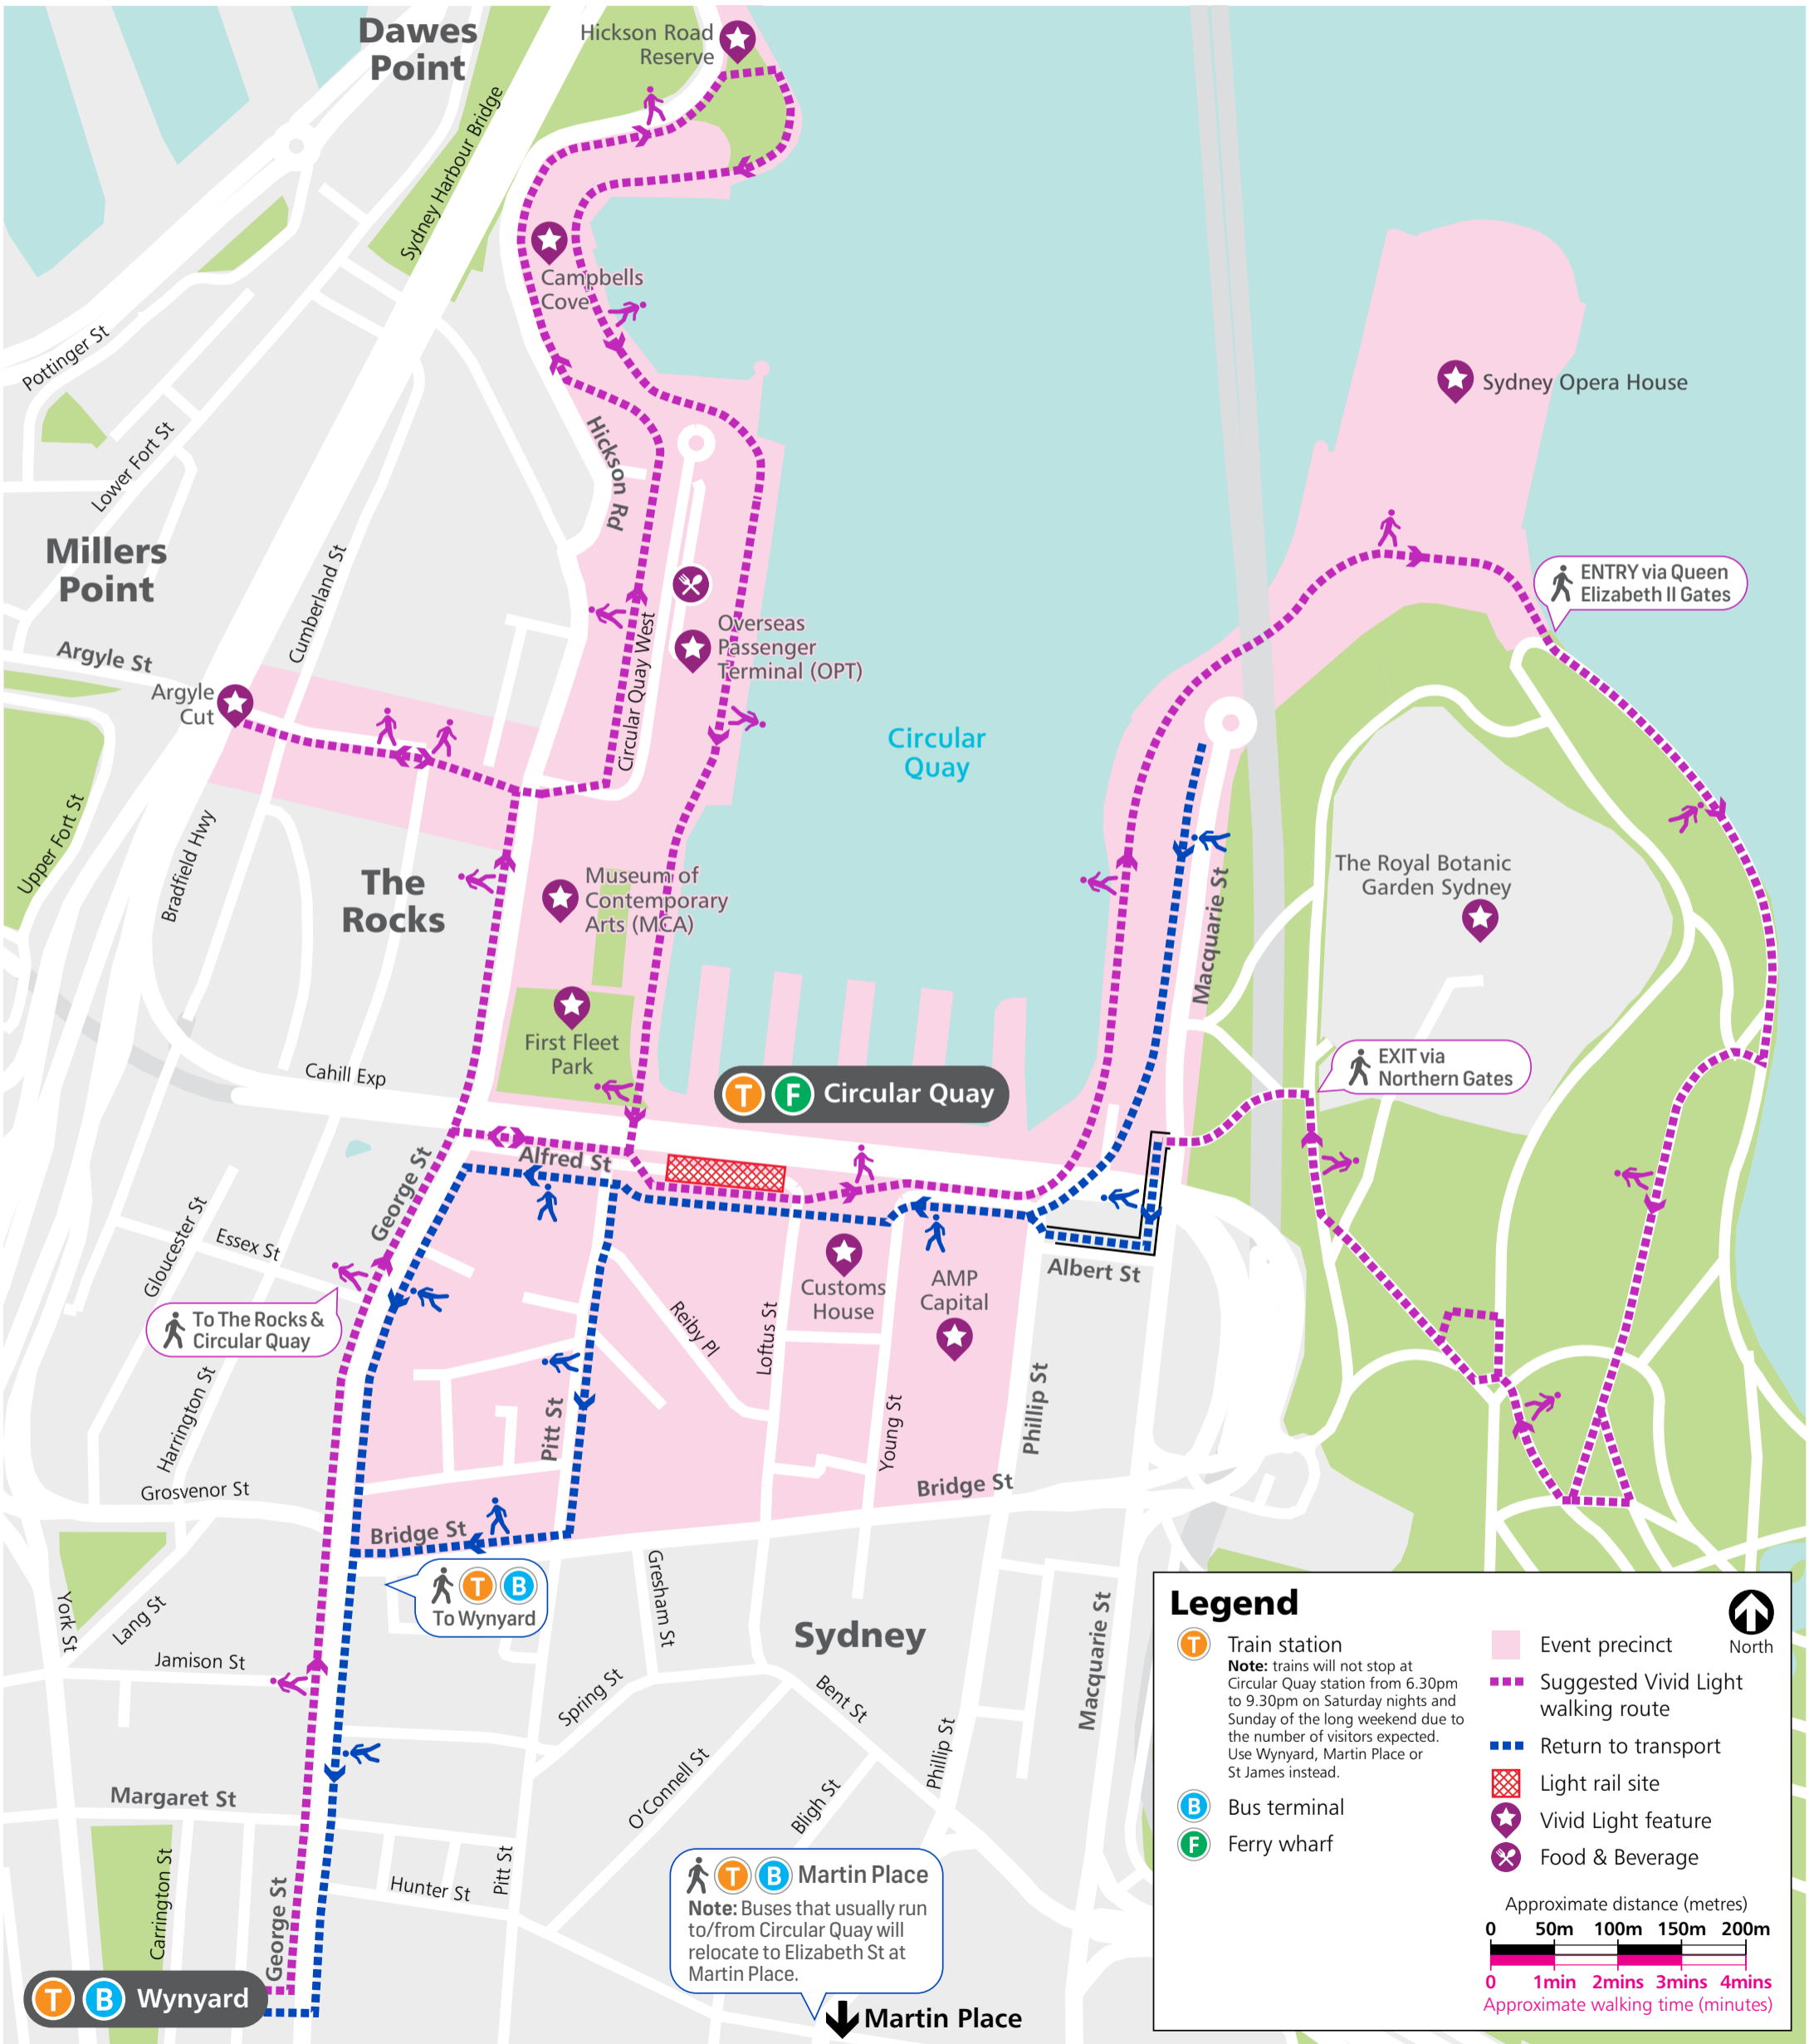 Dawes
Point
Hickson Road
Reserve
Sydney Harbour Bridge
Campbells
Cove
Pottinger St
Lower Fort St
Hickson Rd
Sydney Opera House
Millers
Point
Cumberland St
ENTRY via Queen
Elizabeth II Gates
Argyle St
Argyle
Cut
Circular Quay West
Overseas
Passenger
Terminal (OPT)
Circular
Quay
Upper Fort St
Bradfield Hwy
The
Rocks
Museum of
Contemporary
Arts (MCA)
Macquarie St
The Royal Botanic
Garden Sydney
First Fleet
Park
Cahill Exp
T F Circular Quay
EXIT via
Northern Gates
Alfred St
George St
Gloucester St
Essex St
To The Rocks &
Circular Quay
Harrington St
Reiby Pl
Loftus St
Customs
House
AMP
Capital
Albert St
Phillip St
Young St
Pitt St
Grosvenor St
Bridge St
Bridge St
T B
To Wynyard
York St
Lang St
Jamison St
Gresham St
Sydney
Spring St
Bent St
Macquarie St
Phillip St
O'Connell St
Bligh St
Margaret St
Carrington St
George St
Hunter St
Pitt St
T B Wynyard
T B Martin Place
Note: Buses that usually run
to/from Circular Quay will
relocate to Elizabeth St at
Martin Place.
Martin Place
Legend
T Train station
Note: trains will not stop at
Circular Quay station from 6.30pm
to 9.30pm on Saturday nights and
Sunday of the long weekend due to
the number of visitors expected.
Use Wynyard, Martin Place or
St James instead.
B Bus terminal
F Ferry wharf
North
Event precinct
Suggested Vivid Light
walking route
Return to transport
Light rail site
Vivid Light feature
Food & Beverage
Approximate distance (metres)
0 50m 100m 150m 200m
0 1min 2mins 3mins 4mins
Approximate walking time (minutes)